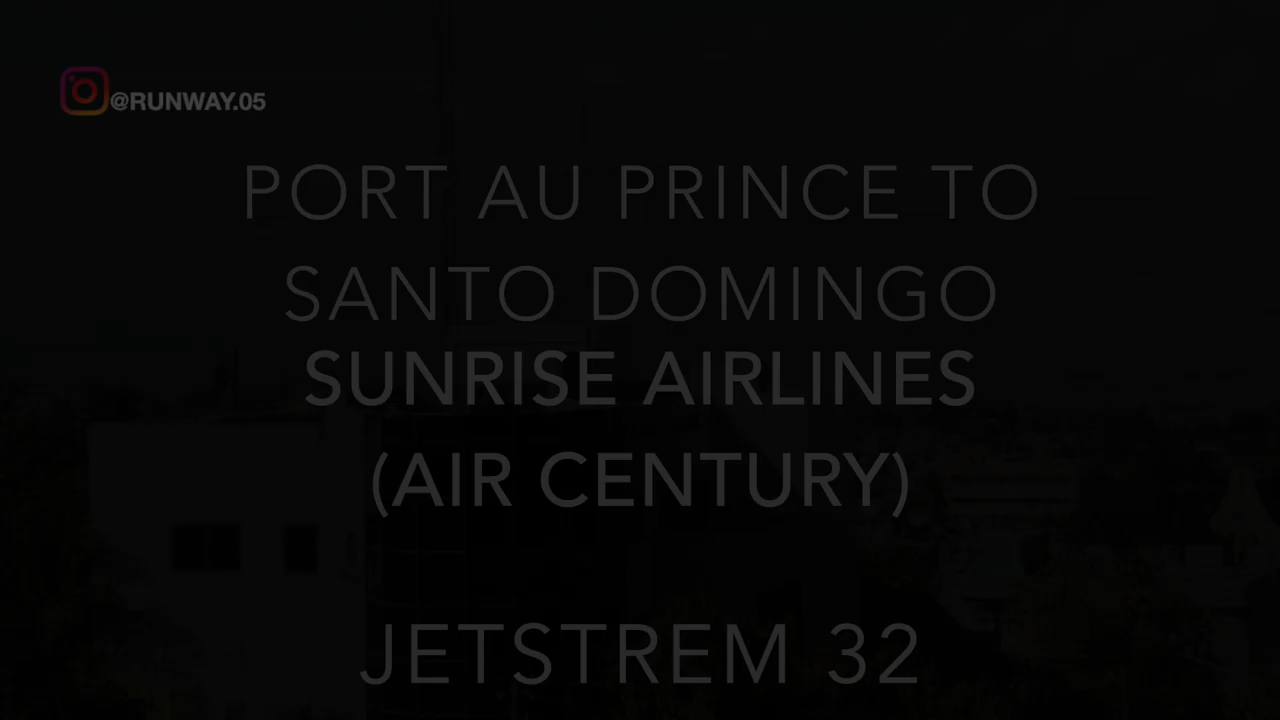 @RUNWAY.05
PORT AU PRINCE TO
SANTO DOMINGO
SUNRISE AIRLINES
(AIR CENTURY)
JETSTREM 32